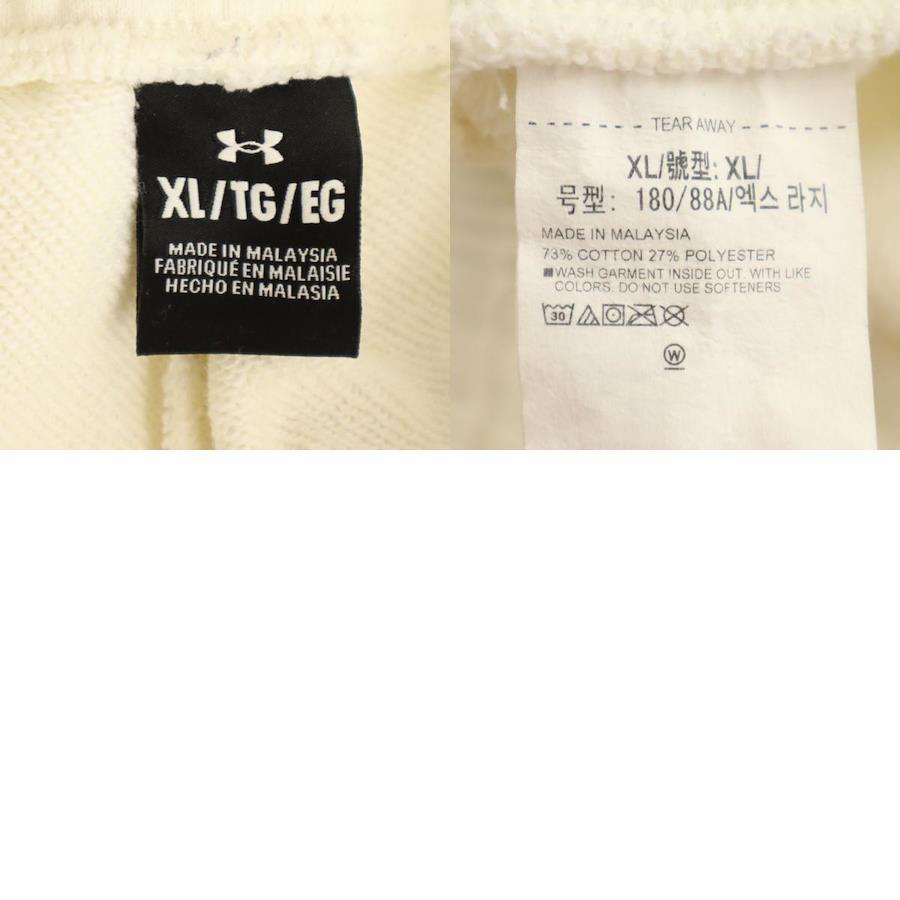 XL/TG/EG
MADE IN MALAYSIA
FABRIQUÉ EN MALAISIE
HECHO EN MALASIA
TEAR AWAY
XL/號型: XL/
号型: 180/88A/엑스 라지
MADE IN MALAYSIA
73% COTTON 27% POLYESTER
WASH GARMENT INSIDE OUT. WITH LIKE
COLORS. DO NOT USE SOFTENERS
30
W